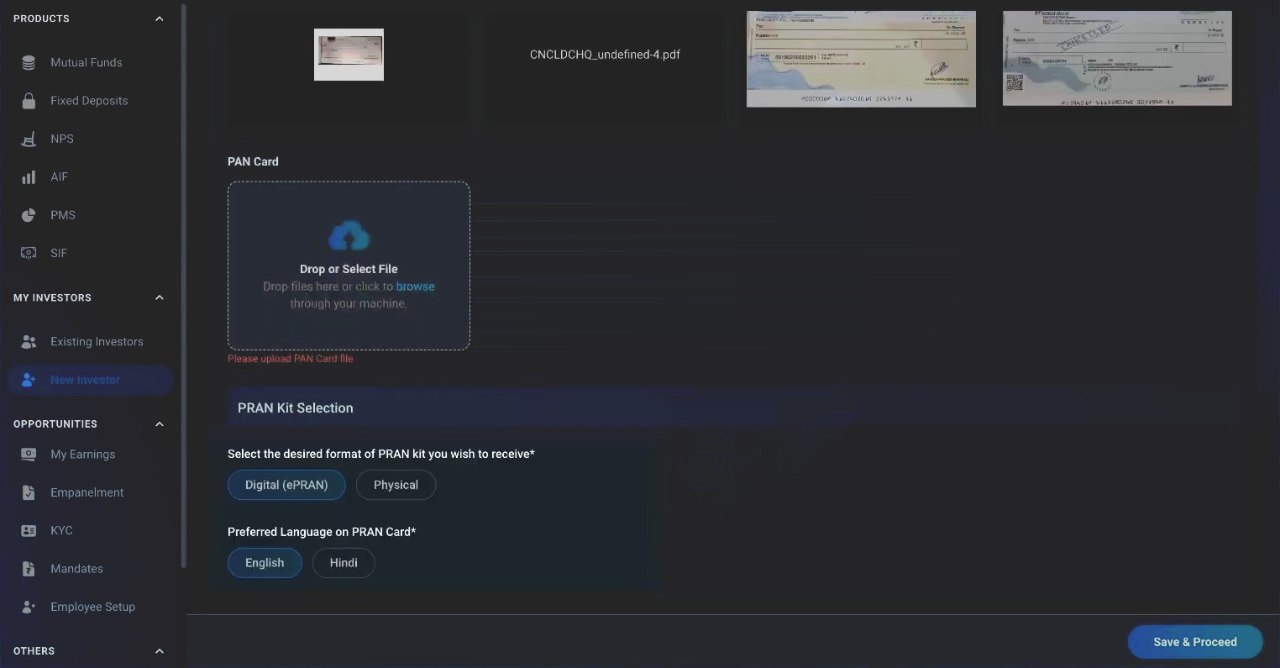 PRODUCTS
Mutual Funds
Fixed Deposits
NPS
AIF
PMS
SIF
MY INVESTORS
Existing Investors
New Investor
OPPORTUNITIES
My Earnings
Empanelment
KYC
Mandates
Employee Setup
OTHERS
CNCLDCHQ_undefined-4.pdf
CANCELLED
PAN Card
Drop or Select File
Drop files here or click to browse
through your machine.
Please upload PAN Card file
PRAN Kit Selection
Select the desired format of PRAN kit you wish to receive*
Digital (ePRAN)
Physical
Preferred Language on PRAN Card*
English
Hindi
Save & Proceed